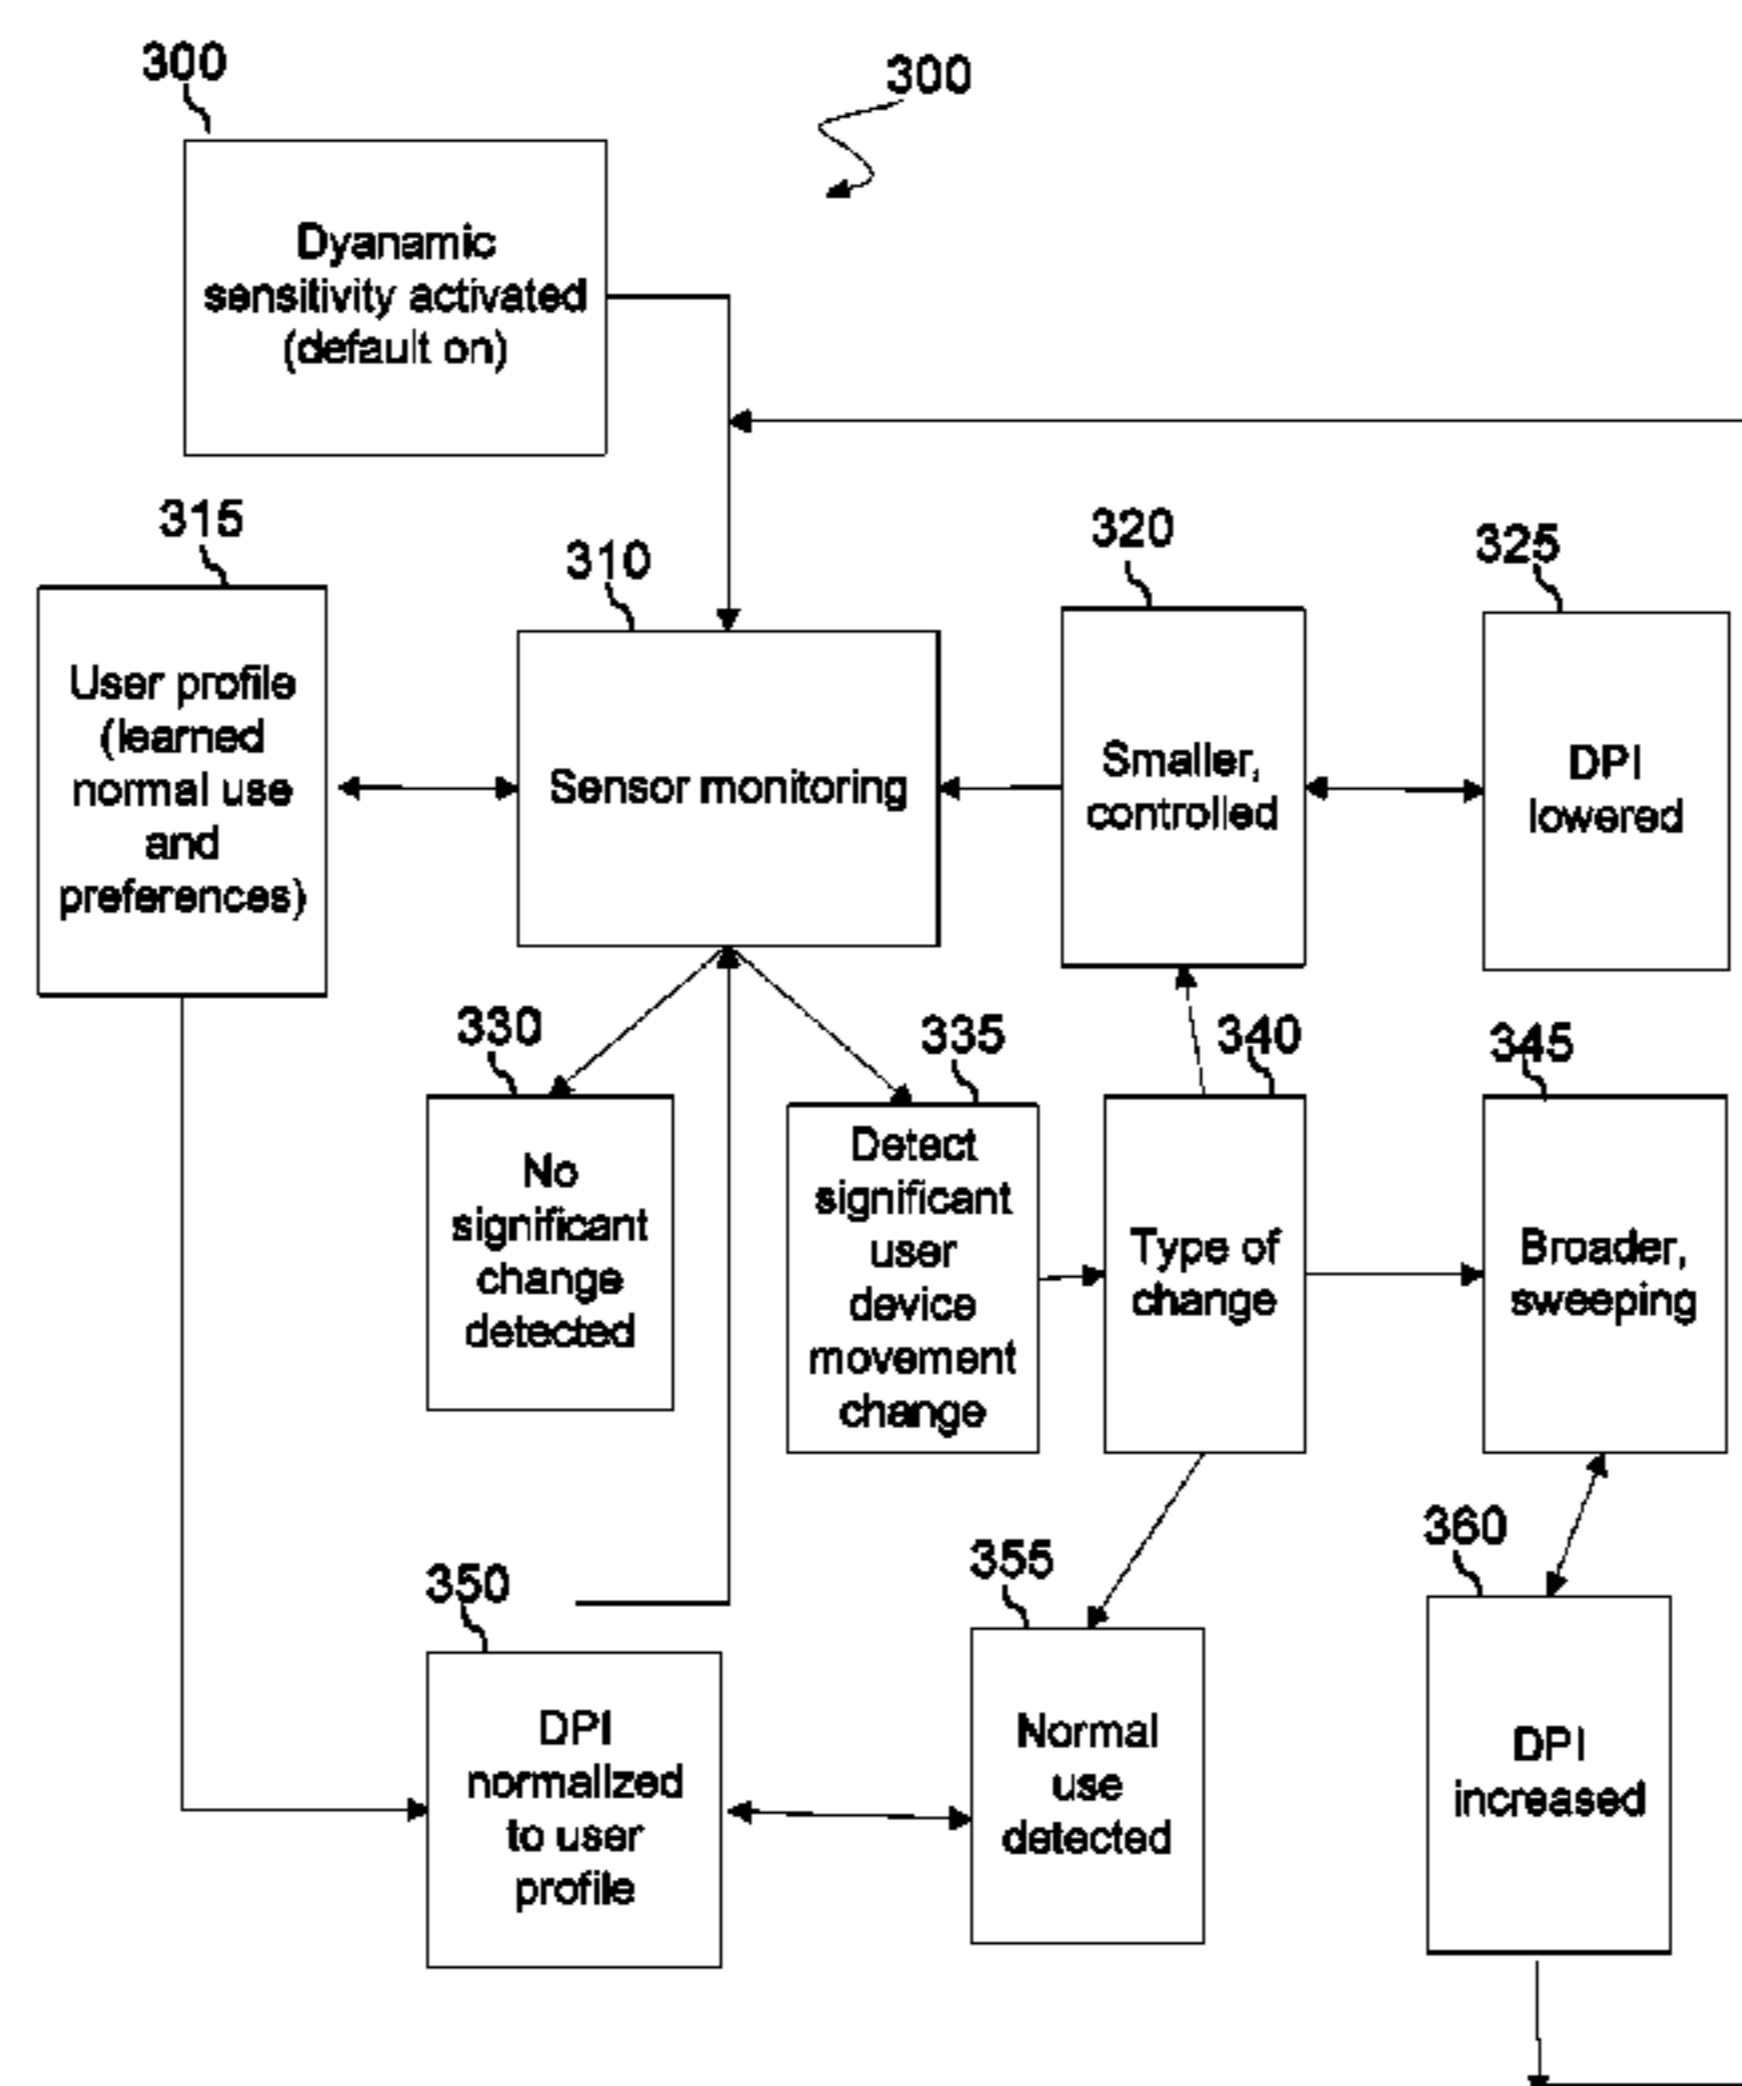 300
300
Dyanamic
sensitivity activated
(default on)
315
310
320
325
User profile
(learned
normal use
and
preferences)
Sensor monitoring
Smaller,
controlled
DPI
lowered
330
335
340
345
No
significant
change
detected
Detect
significant
user
device
movement
change
Type of
change
Broader,
sweeping
350
355
360
DPI
normalized
to user
profile
Normal
use
detected
DPI
increased